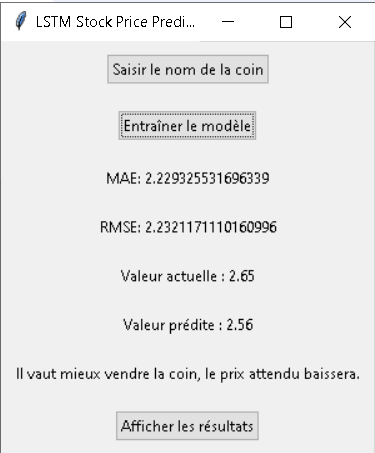 LSTM Stock Price Predi...
Saisir le nom de la coin
Entraîner le modèle
MAE: 2.229325531696339
RMSE: 2.2321171110160996
Valeur actuelle : 2.65
Valeur prédite : 2.56
Il vaut mieux vendre la coin, le prix attendu baissera.
Afficher les résultats